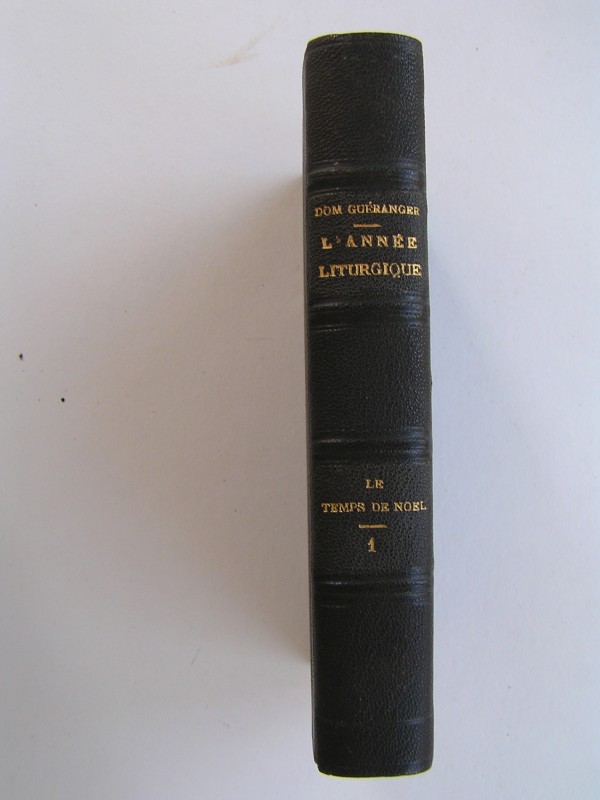 DOM GUÉRANGER
L'ANNÉE
LITURGIQUE
LE
TEMPS DE NOEL
1